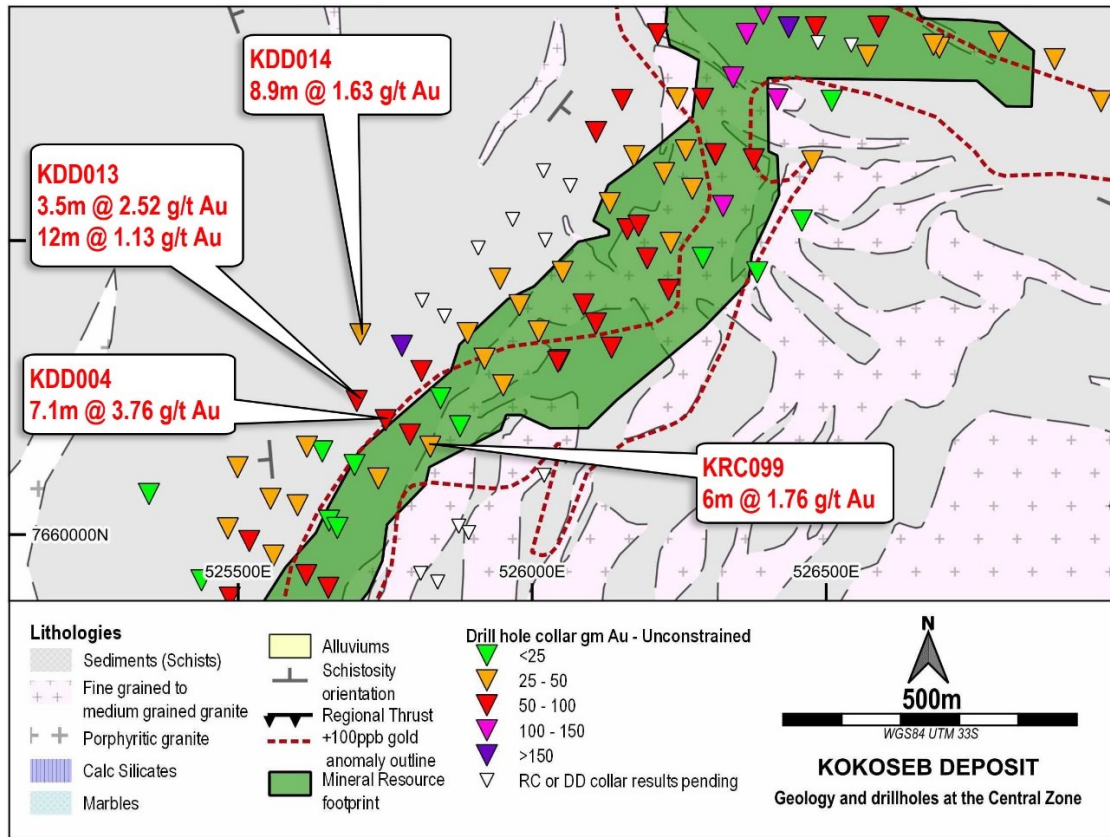 KDD014
8.9m @ 1.63 g/t Au
KDD013
3.5m @ 2.52 g/t Au
12m @ 1.13 g/t Au
KDD004
7.1m @ 3.76 g/t Au
KRC099
6m @ 1.76 g/t Au
7660000N
525500E
526000E
526500E
Lithologies
Sediments (Schists)
Fine grained to
medium grained granite
Porphyritic granite
Calc Silicates
Marbles
Alluviums
Schistosity
orientation
Regional Thrust
+100ppb gold
anomaly outline
Mineral Resource
footprint
Drill hole collar gm Au - Unconstrained
<25
25 - 50
50 - 100
100 - 150
>150
RC or DD collar results pending
N
500m
WGS84 UTM 33S
KOKOSEB DEPOSIT
Geology and drillholes at the Central Zone